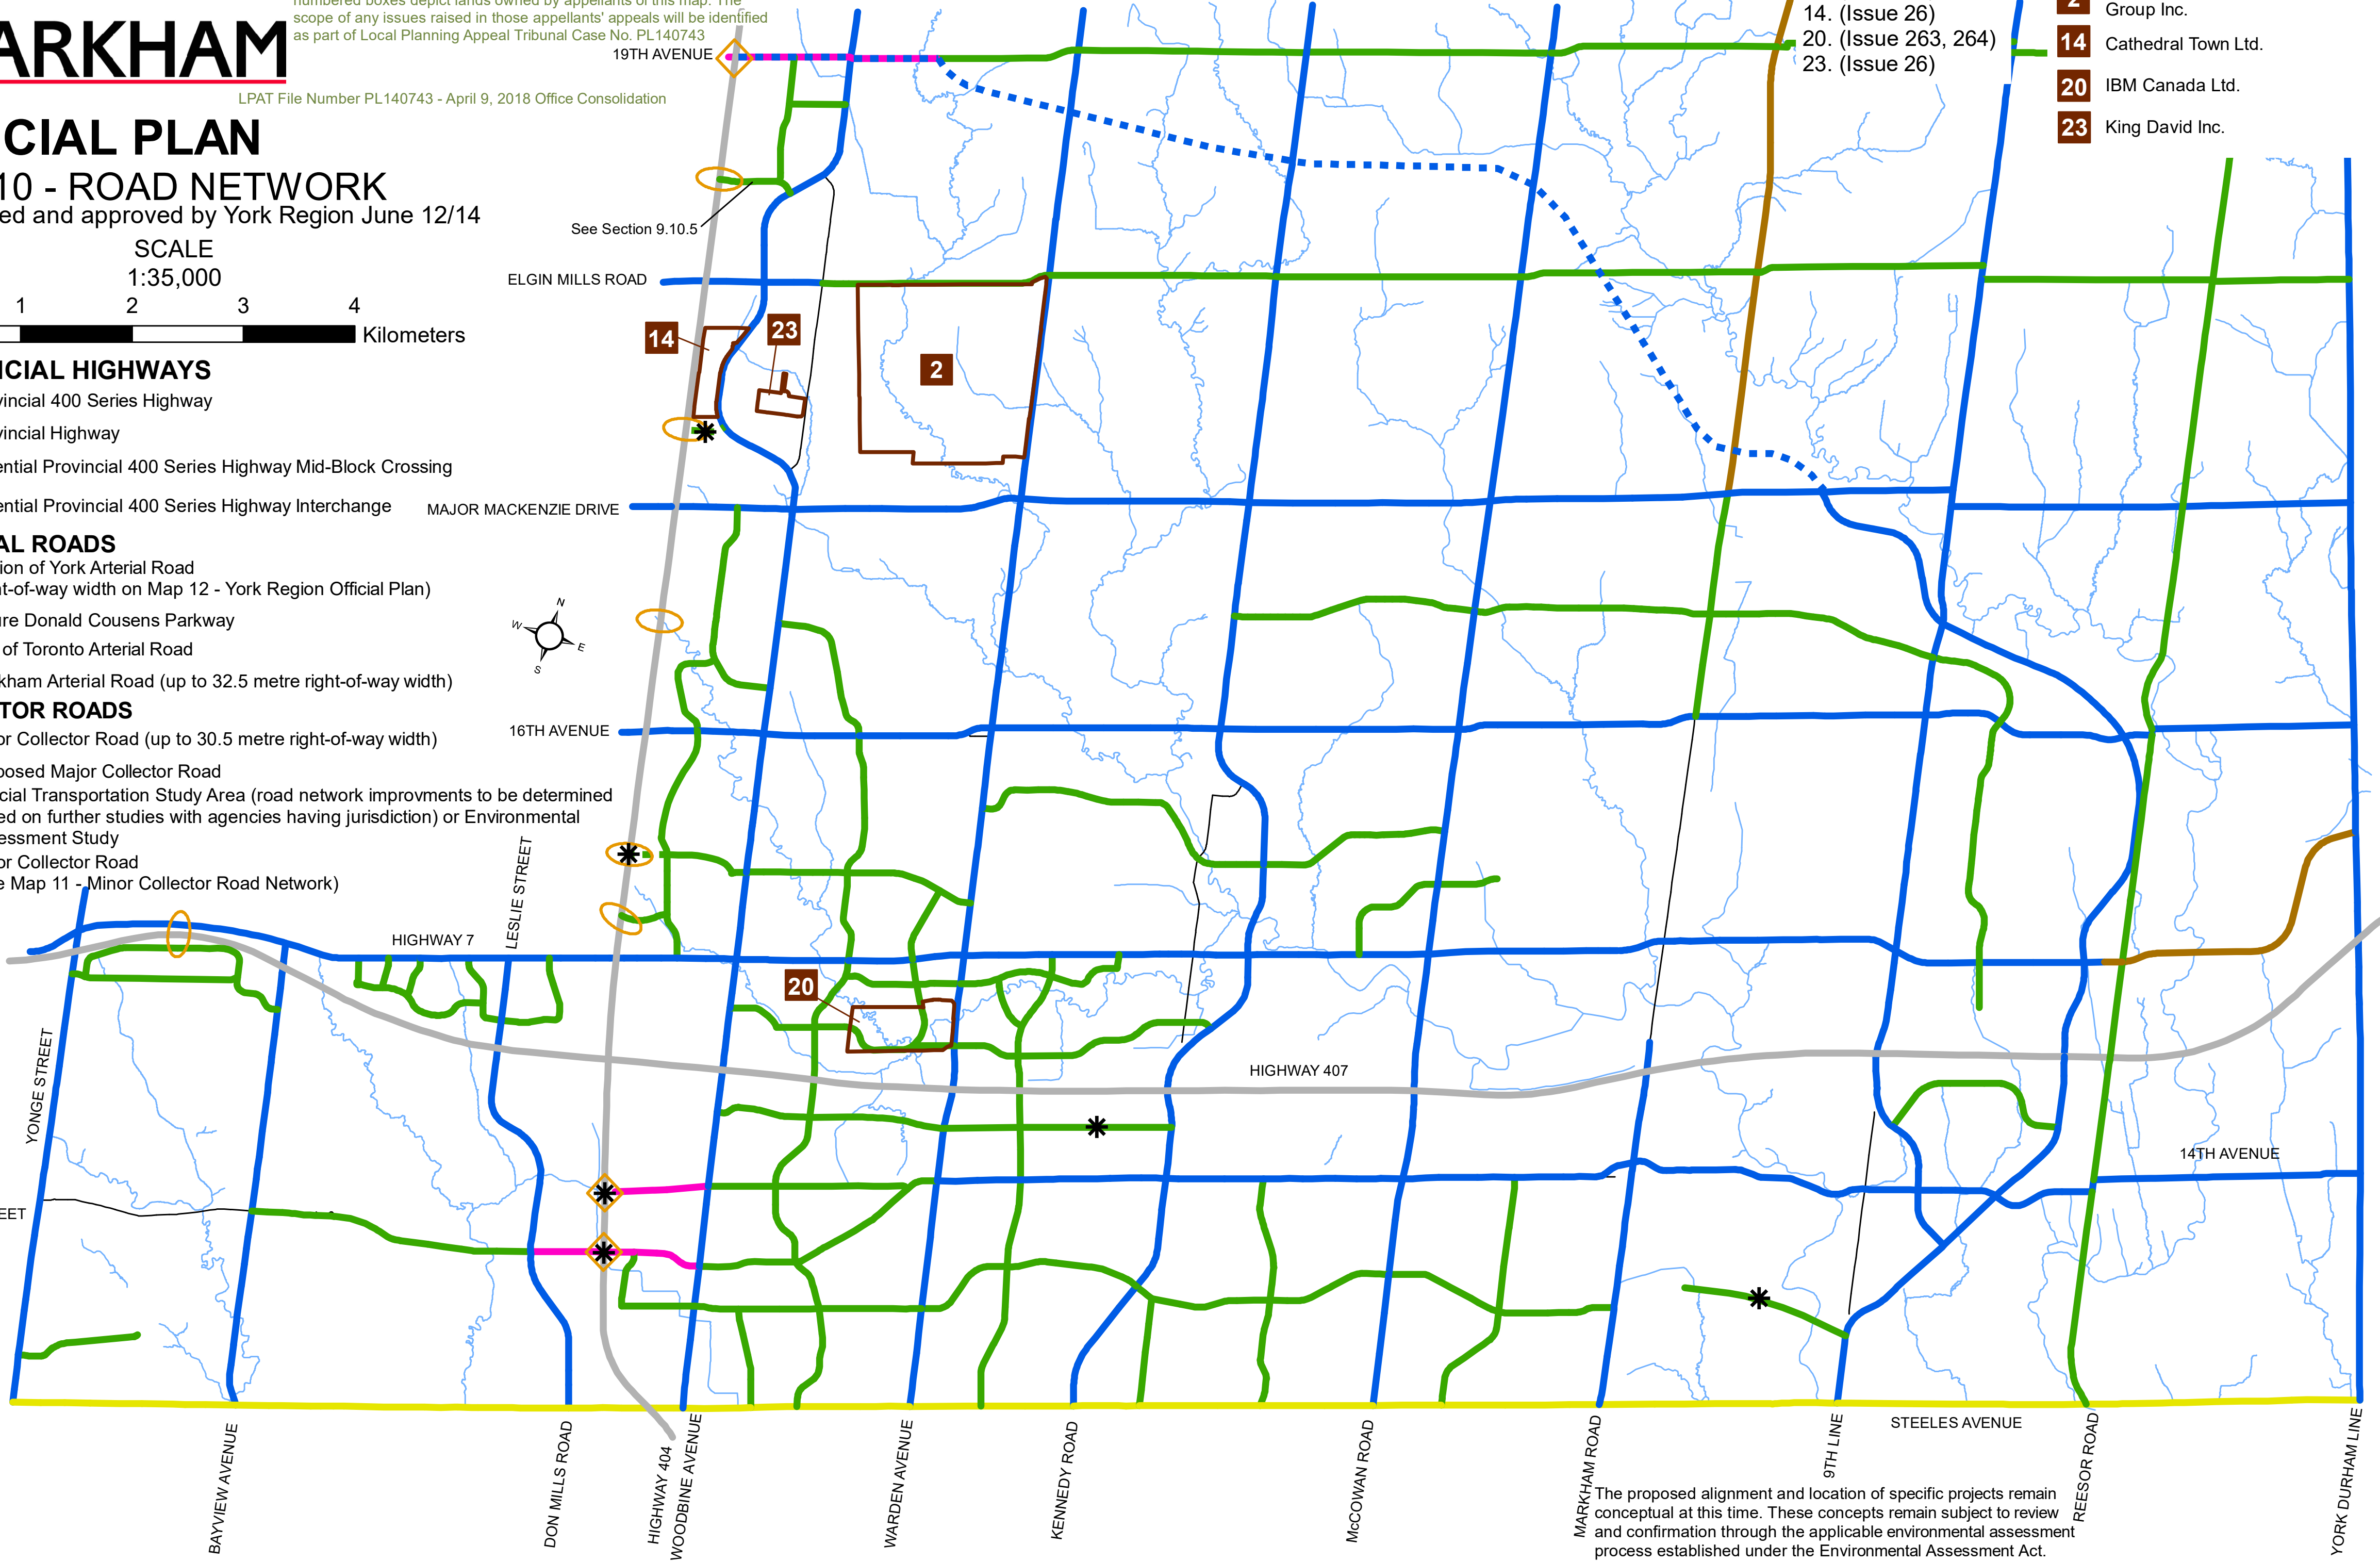 numbered boxes depict lands owned by appellants of this map. The
scope of any issues raised in those appellants' appeals will be identified
as part of Local Planning Appeal Tribunal Case No. PL140743
ARKHAM
LPAT File Number PL140743 - April 9, 2018 Office Consolidation
CIAL PLAN
10 - ROAD NETWORK
ed and approved by York Region June 12/14
SCALE
1:35,000
1 2 3 4
Kilometers
ICIAL HIGHWAYS
vincial 400 Series Highway
vincial Highway
ential Provincial 400 Series Highway Mid-Block Crossing
ential Provincial 400 Series Highway Interchange
AL ROADS
ion of York Arterial Road
ht-of-way width on Map 12 - York Region Official Plan)
ure Donald Cousens Parkway
of Toronto Arterial Road
kham Arterial Road (up to 32.5 metre right-of-way width)
TOR ROADS
or Collector Road (up to 30.5 metre right-of-way width)
posed Major Collector Road
cial Transportation Study Area (road network improvments to be determined
ed on further studies with agencies having jurisdiction) or Environmental
essment Study
or Collector Road
e Map 11 - Minor Collector Road Network)
14. (Issue 26)
20. (Issue 263, 264)
23. (Issue 26)
2
Group Inc.
14 Cathedral Town Ltd.
20 IBM Canada Ltd.
23 King David Inc.
19TH AVENUE
See Section 9.10.5
ELGIN MILLS ROAD
14
23
2
MAJOR MACKENZIE DRIVE
N
W
E
S
16TH AVENUE
LESLIE STREET
HIGHWAY 7
20
YONGE STREET
HIGHWAY 407
14TH AVENUE
EET
STEELES AVENUE
BAYVIEW AVENUE
DON MILLS ROAD
HIGHWAY 404
WOODBINE AVENUE
WARDEN AVENUE
KENNEDY ROAD
McCOWAN ROAD
MARKHAM ROAD
9TH LINE
REESOR ROAD
YORK DURHAM LINE
The proposed alignment and location of specific projects remain
conceptual at this time. These concepts remain subject to review
and confirmation through the applicable environmental assessment
process established under the Environmental Assessment Act.